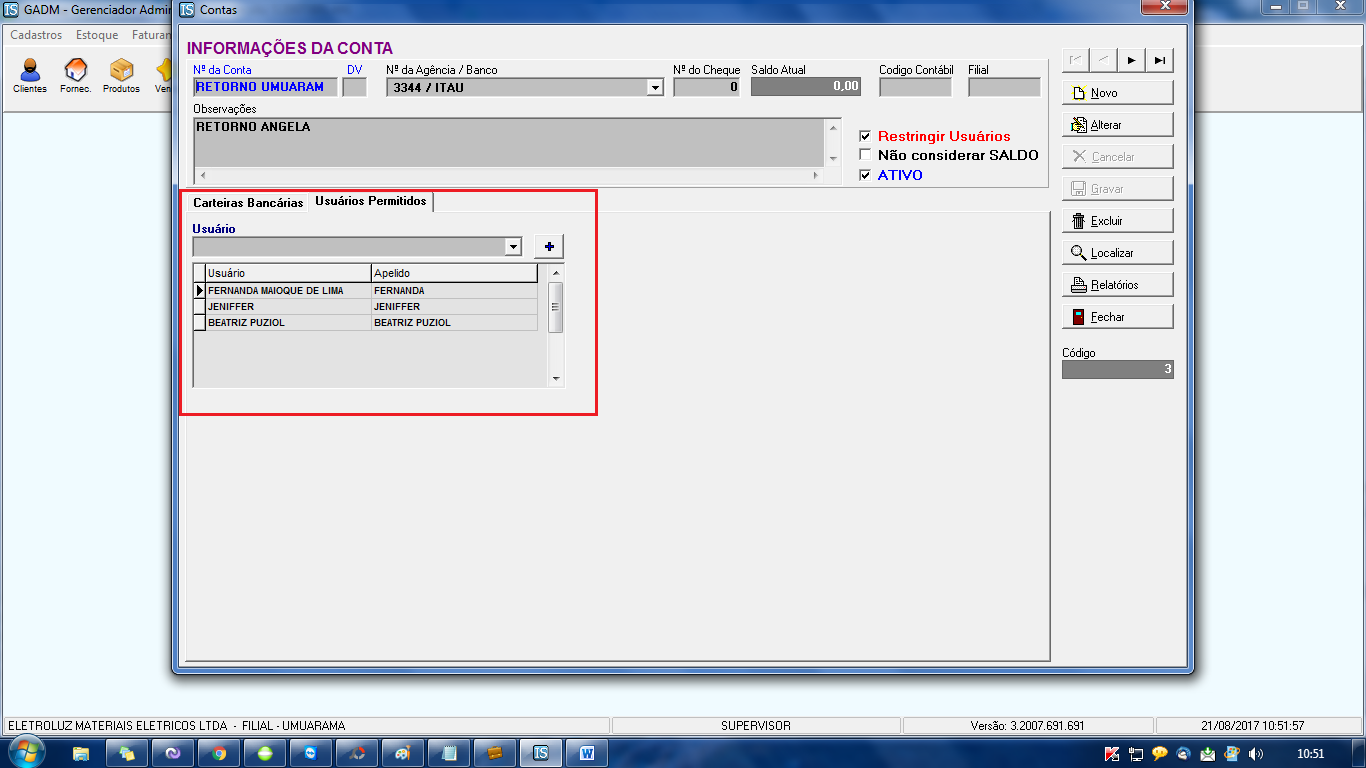 GADM - Gerenciador Admin
Contas
Cadastros Estoque Faturan
Clientes Fornec. Produtos
INFORMAÇÕES DA CONTA
Nº da Conta DV Nº da Agência / Banco Nº do Cheque Saldo Atual Codigo Contábil Filial
RETORNO UMUARAM 3344 / ITAU 0 0,00
Observações
RETORNO ANGELA
Restringir Usuários
Não considerar SALDO
ATIVO
Carteiras Bancárias Usuários Permitidos
Usuário
Usuário Apelido
FERNANDA MAIOQUE DE LIMA FERNANDA
JENIFFER JENIFFER
BEATRIZ PUZIOL BEATRIZ PUZIOL
Novo
Alterar
Cancelar
Gravar
Excluir
Localizar
Relatórios
Fechar
Código
3
ELETROLUZ MATERIAIS ELETRICOS LTDA - FILIAL - UMUARAMA SUPERVISOR Versão: 3.2007.691.691 21/08/2017 10:51:57
10:51